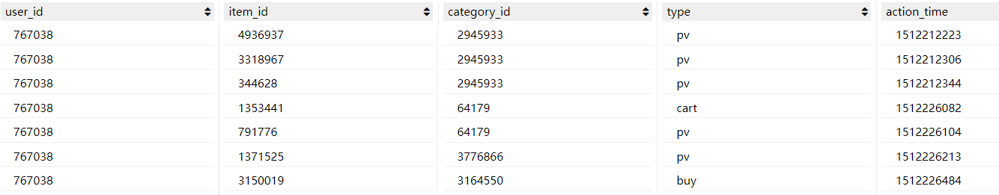 user_id item_id category_id type action_time
767038 4936937 2945933 pv 1512212223
767038 3318967 2945933 pv 1512212306
767038 344628 2945933 pv 1512212344
767038 1353441 64179 cart 1512226082
767038 791776 64179 pv 1512226104
767038 1371525 3776866 pv 1512226213
767038 3150019 3164550 buy 1512226484